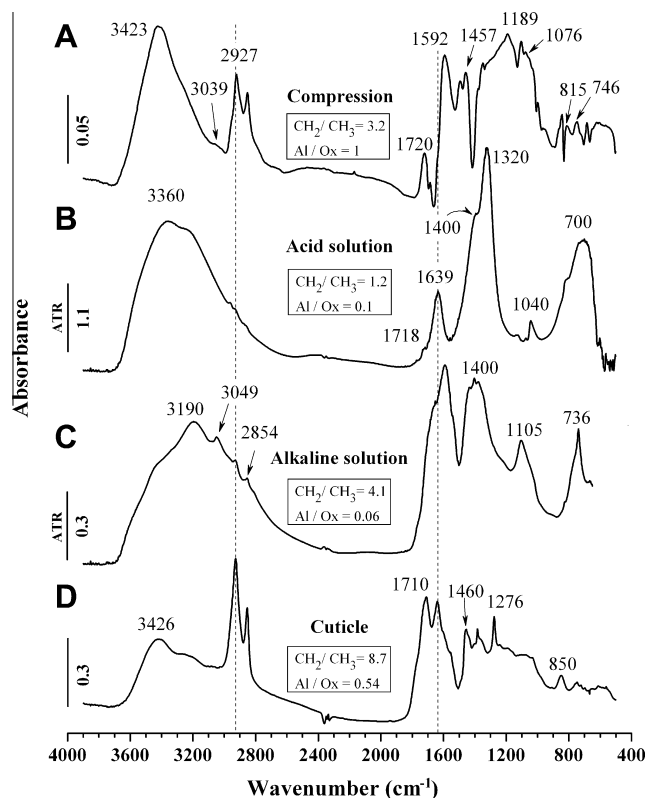 A
3423
3039
2927
Compression
CH2/ CH3= 3.2
Al / Ox = 1
1720
1592
1457
1189
1076
815
746
0.05
B
3360
Acid solution
CH2/ CH3= 1.2
Al / Ox = 0.1
1718
1639
1400
1320
1040
700
ATR
1.1
C
3190
3049
2854
Alkaline solution
CH2/ CH3= 4.1
Al / Ox = 0.06
1400
1105
736
ATR
0.3
D
3426
Cuticle
CH2/ CH3= 8.7
Al / Ox = 0.54
1710
1460
1276
850
0.3
Absorbance
4000 3600 3200 2800 2400 2000 1600 1200 800 400
Wavenumber (cm-1)